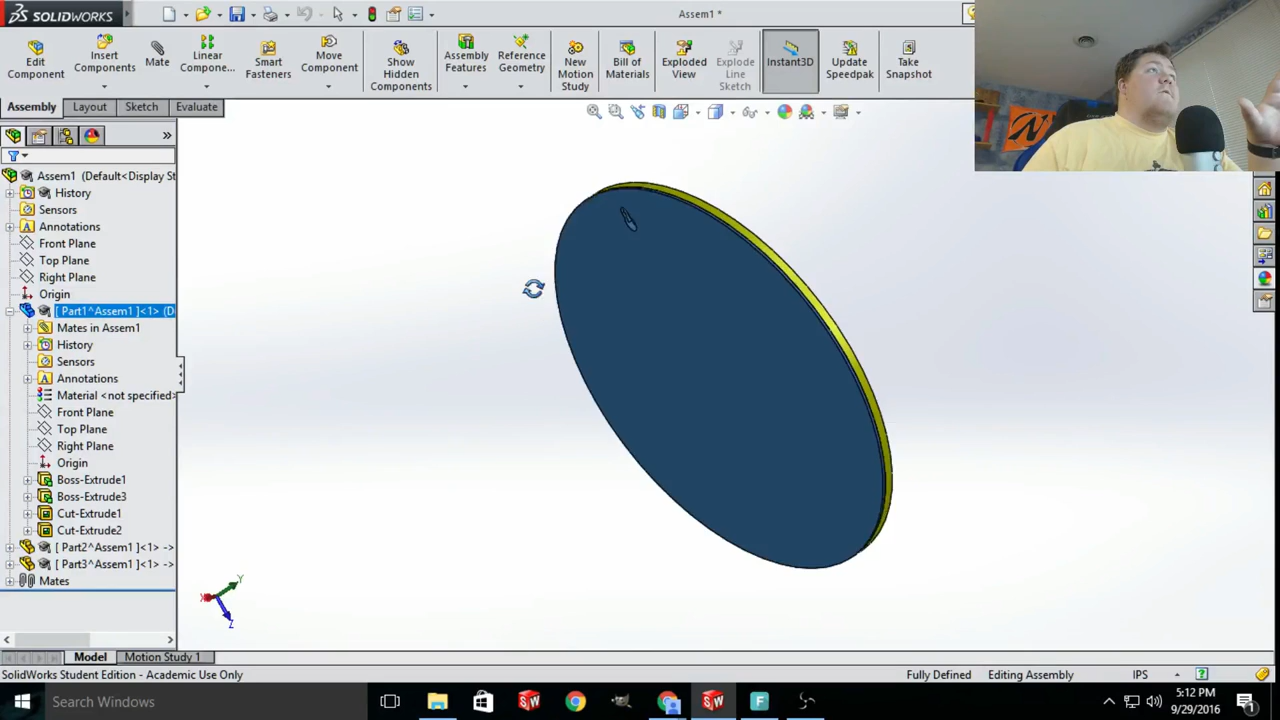 SOLIDWORKS
Assem1 *
Edit Component
Insert Components
Mate
Linear Compone...
Smart Fasteners
Move Component
Show Hidden Components
Assembly Features
Reference Geometry
New Motion Study
Bill of Materials
Exploded View
Explode Line Sketch
Instant3D
Update Speedpak
Take Snapshot
Assembly Layout Sketch Evaluate
Assem1 (Default<Display St
History
Sensors
Annotations
Front Plane
Top Plane
Right Plane
Origin
[ Part1^Assem1 ]<1> (D
Mates in Assem1
History
Sensors
Annotations
Material <not specified>
Front Plane
Top Plane
Right Plane
Origin
Boss-Extrude1
Boss-Extrude3
Cut-Extrude1
Cut-Extrude2
[ Part2^Assem1 ]<1> ->
[ Part3^Assem1 ]<1> ->
Mates
Y
X
Z
Model Motion Study 1
SolidWorks Student Edition - Academic Use Only
Fully Defined Editing Assembly IPS
Search Windows
5:12 PM
9/29/2016